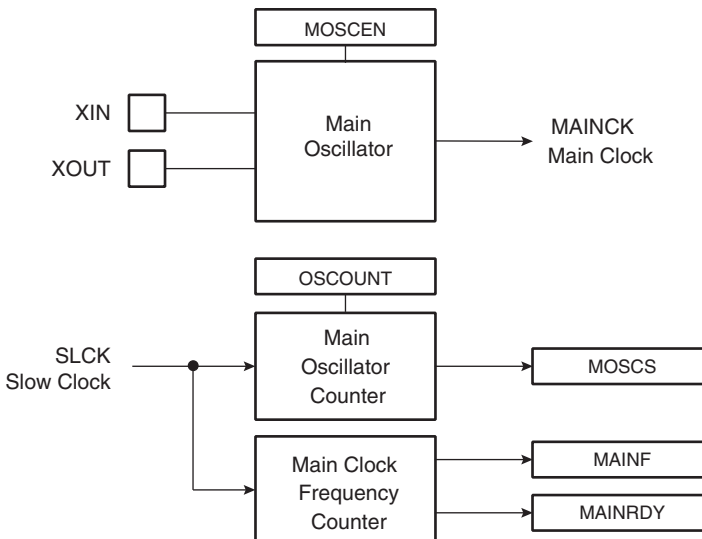 MOSCEN
XIN
XOUT
Main
Oscillator
MAINCK
Main Clock
OSCOUNT
SLCK
Slow Clock
Main
Oscillator
Counter
MOSCS
Main Clock
Frequency
Counter
MAINF
MAINRDY